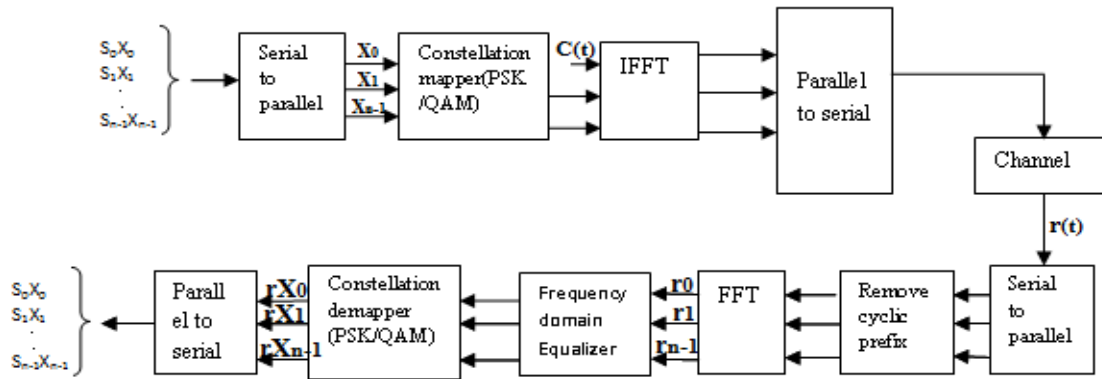 S₀X₀
S₁X₁
.
.
Sₙ₋₁Xₙ₋₁
Serial
to
parallel
X₀
X₁
Xₙ₋₁
Constellation
mapper(PSK
/QAM)
C(t)
IFFT
Parallel
to serial
Channel
r(t)
Serial
to
parallel
Remove
cyclic
prefix
FFT
r0
r1
rn-1
Frequency
domain
Equalizer
Constellation
demapper
(PSK/QAM)
rX₀
rX₁
rXₙ₋₁
Parall
el to
serial
S₀X₀
S₁X₁
.
.
Sₙ₋₁Xₙ₋₁